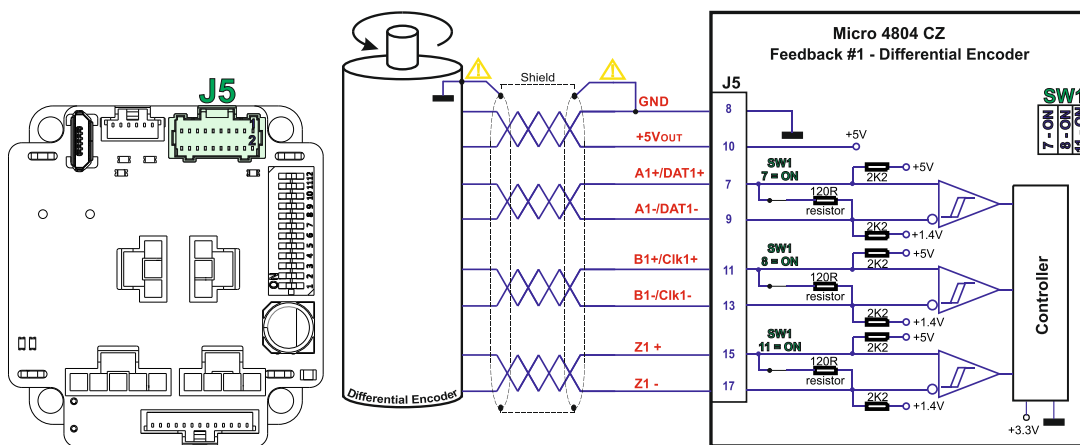 J5
1
2
12
11
10
9
8
7
6
5
4
3
2
1
ON
Differential Encoder
Shield
GND
+5VOUT
A1+/DAT1+
A1-/DAT1-
B1+/Clk1+
B1-/Clk1-
Z1 +
Z1 -
Micro 4804 CZ
Feedback #1 - Differential Encoder
J5
8
10
7
9
11
13
15
17
+5V
SW1
7 = ON
120R
resistor
+5V
2K2
2K2
+1.4V
SW1
8 = ON
120R
resistor
+5V
2K2
2K2
+1.4V
SW1
11 = ON
120R
resistor
+5V
2K2
2K2
+1.4V
Controller
+3.3V
SW1
7 - ON
8 - ON
11 - ON